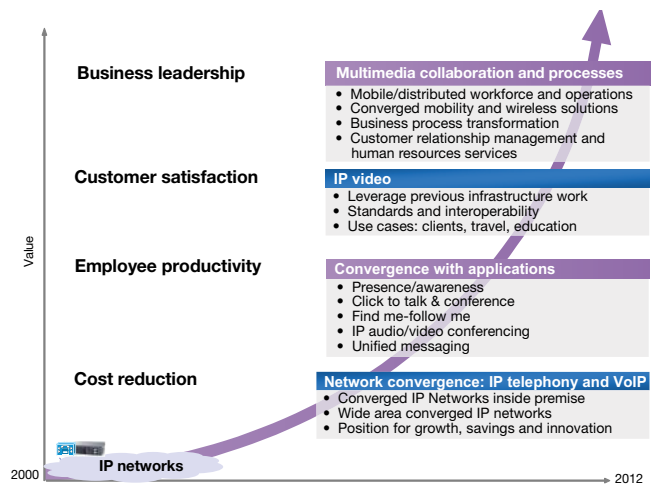 Business leadership
Multimedia collaboration and processes
• Mobile/distributed workforce and operations
• Converged mobility and wireless solutions
• Business process transformation
• Customer relationship management and
human resources services
Customer satisfaction
IP video
• Leverage previous infrastructure work
• Standards and interoperability
• Use cases: clients, travel, education
Value
Employee productivity
Convergence with applications
• Presence/awareness
• Click to talk & conference
• Find me-follow me
• IP audio/video conferencing
• Unified messaging
Cost reduction
Network convergence: IP telephony and VoIP
• Converged IP Networks inside premise
• Wide area converged IP networks
• Position for growth, savings and innovation
IP networks
2000
2012